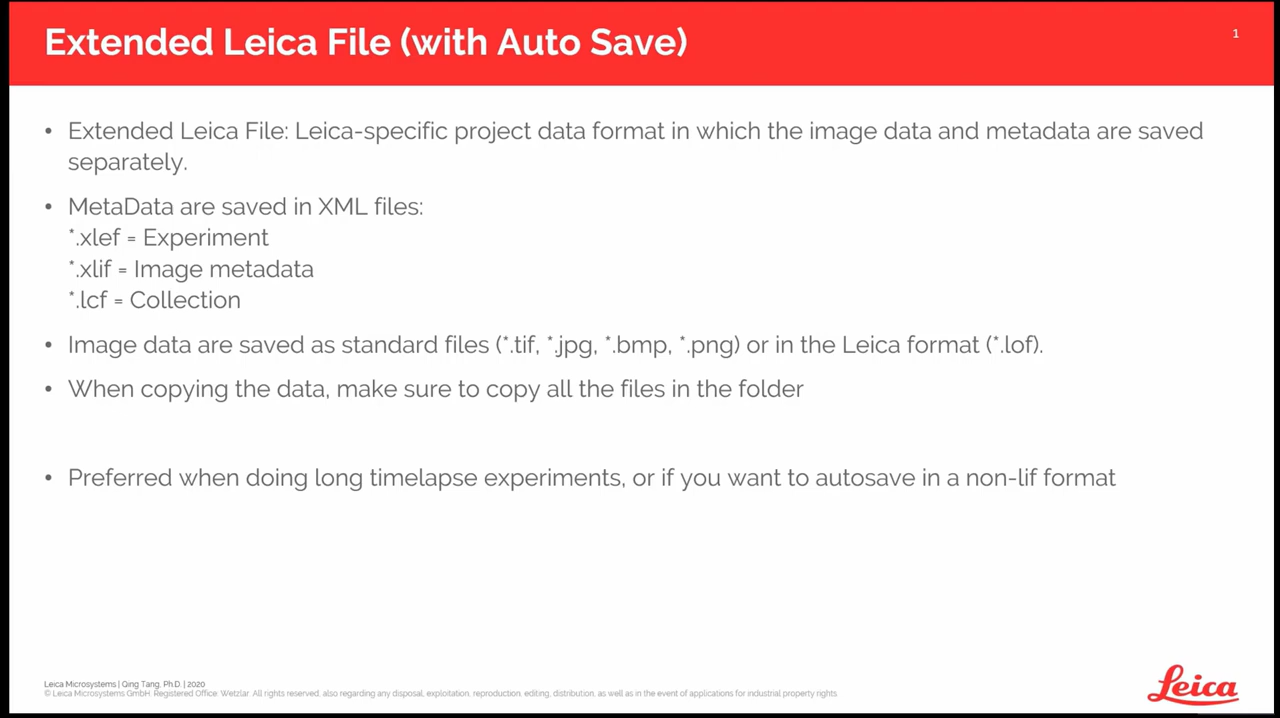 Extended Leica File (with Auto Save)
1
• Extended Leica File: Leica-specific project data format in which the image data and metadata are saved
separately.
• MetaData are saved in XML files:
*.xlef = Experiment
*.xlif = Image metadata
*.lcf = Collection
• Image data are saved as standard files (*.tif, *.jpg, *.bmp, *.png) or in the Leica format (*.lof).
• When copying the data, make sure to copy all the files in the folder
• Preferred when doing long timelapse experiments, or if you want to autosave in a non-lif format
Leica Microsystems | Qing Tang, Ph.D. | 2020
© Leica Microsystems GmbH. Registered Office: Wetzlar. All rights reserved, also regarding any disposal, exploitation, reproduction, editing, distribution, as well as in the event of applications for industrial property rights.
Leica